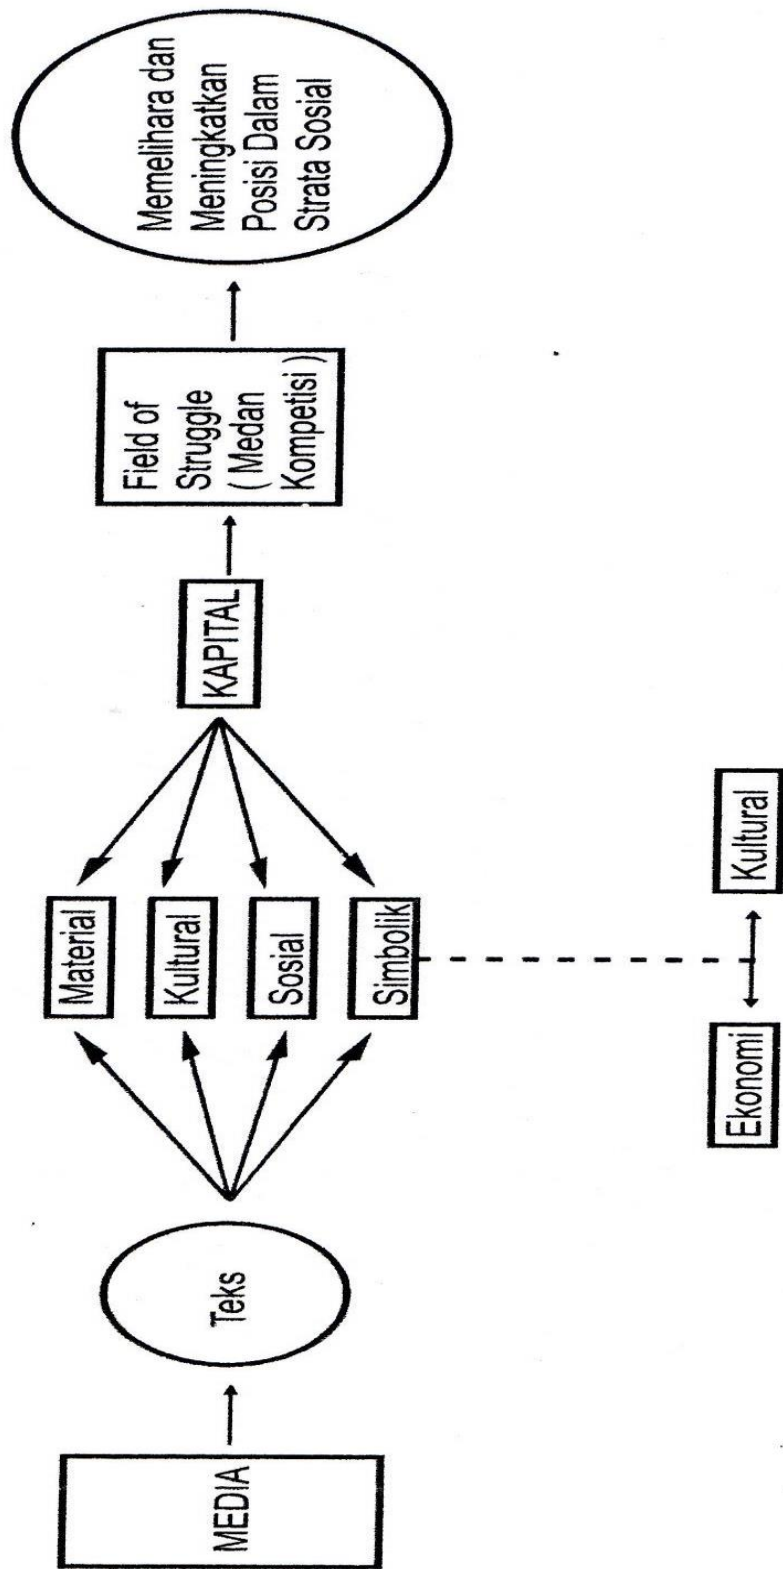 MEDIA
Teks
Material
Kultural
Sosial
Simbolik
KAPITAL
Field of
Struggle
( Medan
Kompetisi )
Memelihara dan
Meningkatkan
Posisi Dalam
Strata Sosial
Ekonomi
Kultural